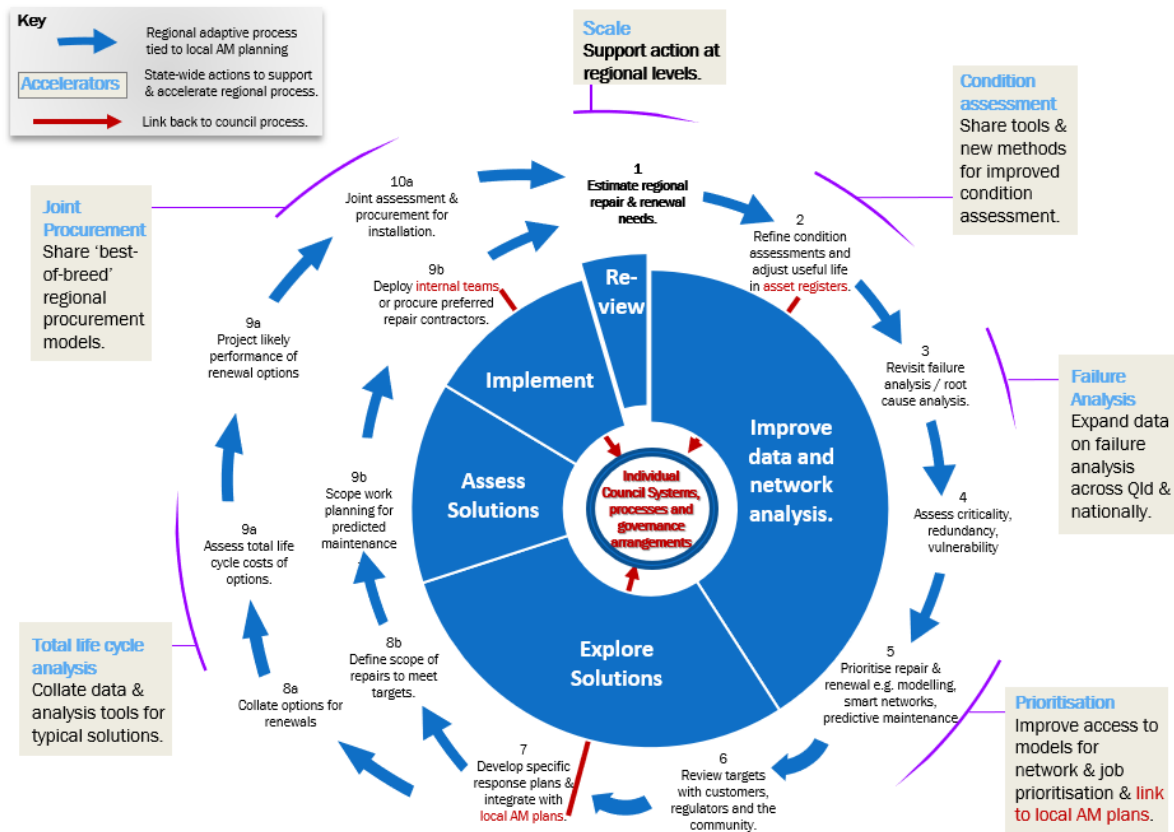 Key
Regional adaptive process
tied to local AM planning
Accelerators
State-wide actions to support
& accelerate regional process.
Link back to council process.
Scale
Support action at
regional levels.
Condition
assessment
Share tools &
new methods
for improved
condition
assessment.
Joint
Procurement
Share ‘best-
of-breed’
regional
procurement
models.
Failure
Analysis
Expand data
on failure
analysis
across Qld &
nationally.
Total life cycle
analysis
Collate data &
analysis tools for
typical solutions.
Prioritisation
Improve access to
models for
network & job
prioritisation & link
to local AM plans.
1
Estimate regional
repair & renewal
needs.
2
Refine condition
assessments and
adjust useful life
in asset registers.
3
Revisit failure
analysis / root
cause analysis.
4
Assess criticality,
redundancy,
vulnerability
5
Prioritise repair &
renewal e.g. modelling,
smart networks,
predictive maintenance
6
Review targets
with customers,
regulators and the
community.
7
Develop specific
response plans &
integrate with
local AM plans.
8a
Collate options for
renewals
8b
Define scope of
repairs to meet
targets.
9a
Assess total life
cycle costs of
options.
9b
Scope work
planning for
predicted
maintenance
.
9a
Project likely
performance of
renewal options
9b
Deploy internal teams
or procure preferred
repair contractors.
10a
Joint assessment &
procurement for
installation.
Re-
view
Improve
data and
network
analysis.
Explore
Solutions
Assess
Solutions
Implement
Individual
Council Systems,
processes and
governance
arrangements